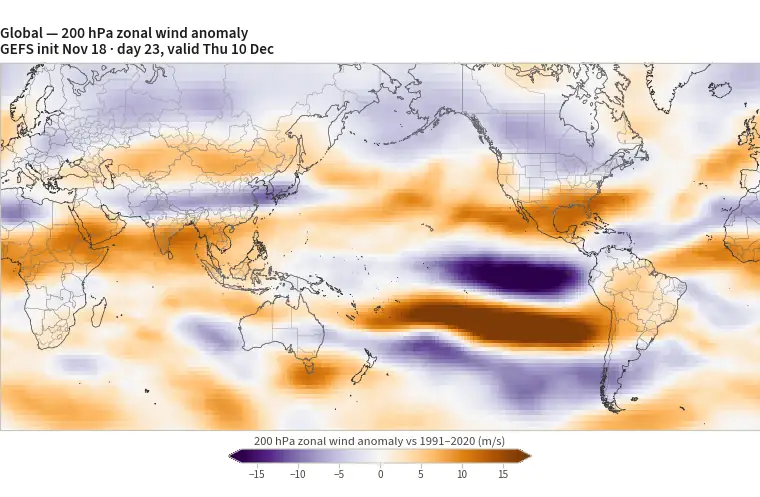 Global — 200 hPa zonal wind anomaly
GEFS init Nov 18 · day 23, valid Thu 10 Dec
200 hPa zonal wind anomaly vs 1991–2020 (m/s)
−15 −10 −5 0 5 10 15